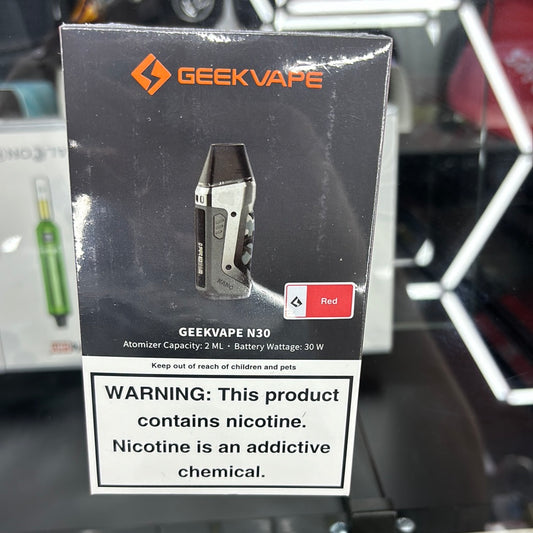 GEEKVAPE
NANO
Red
GEEKVAPE N30
Atomizer Capacity: 2 ML • Battery Wattage: 30 W
Keep out of reach of children and pets
WARNING: This product
contains nicotine.
Nicotine is an addictive
chemical.